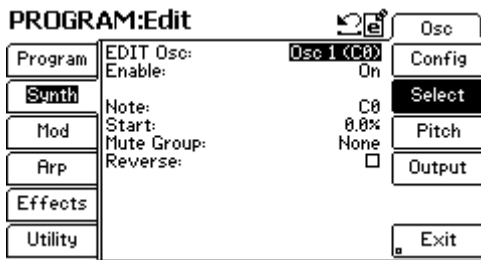 PROGRAM:Edit
Osc
Program
EDIT Osc: Osc 1 (C0)
Config
Enable: On
Synth
Select
Note: C0
Mod
Start: 0.0%
Pitch
Mute Group: None
Arp
Reverse:
Output
Effects
Utility
Exit